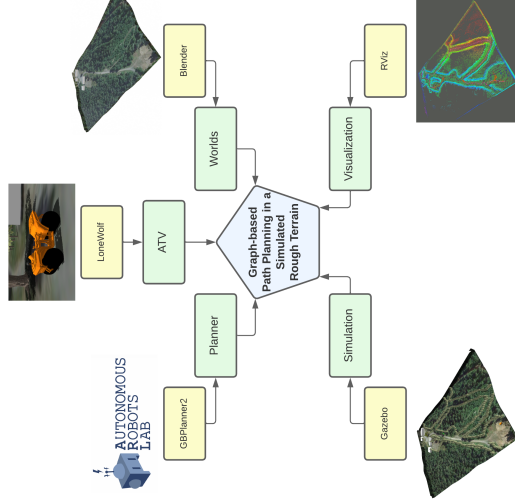 AUTONOMOUS
ROBOTS
LAB
GBPlanner2
Planner
LoneWolf
ATV
Blender
Worlds
Graph-based
Path Planning in a
Simulated
Rough Terrain
Gazebo
Simulation
RViz
Visualization